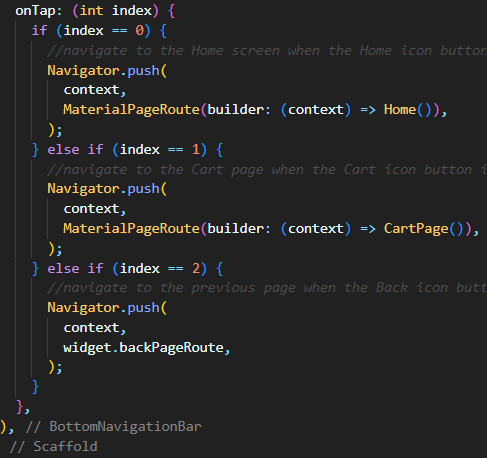 onTap: (int index) {
if (index == 0) {
//navigate to the Home screen when the Home icon button
Navigator.push(
context,
MaterialPageRoute(builder: (context) => Home()),
);
} else if (index == 1) {
//navigate to the Cart page when the Cart icon button i
Navigator.push(
context,
MaterialPageRoute(builder: (context) => CartPage()),
);
} else if (index == 2) {
//navigate to the previous page when the Back icon butt
Navigator.push(
context,
widget.backPageRoute,
);
}
},
), // BottomNavigationBar
// Scaffold